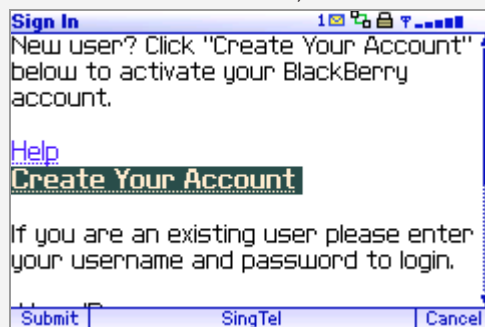 Sign In 1
New user? Click "Create Your Account"
below to activate your BlackBerry
account.
Help
Create Your Account
If you are an existing user please enter
your username and password to login.
Submit SingTel Cancel